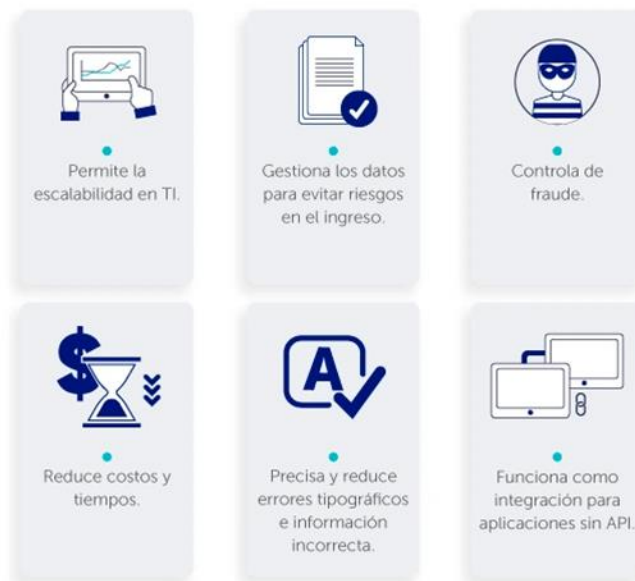 Permite la
escalabilidad en TI.
Gestiona los datos
para evitar riesgos
en el ingreso.
Controla de
fraude.
$
Reduce costos y
tiempos.
A
Precisa y reduce
errores tipográficos
e información
incorrecta.
Funciona como
integración para
aplicaciones sin API.